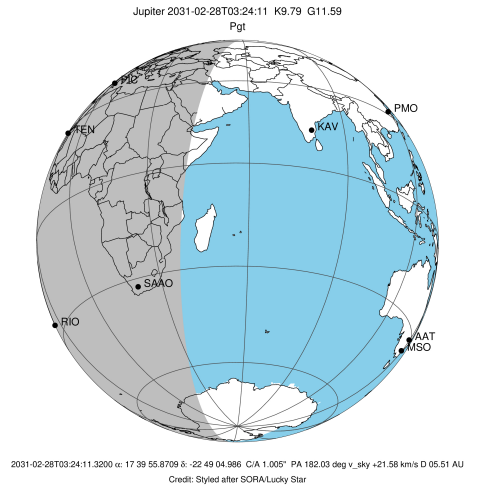 Jupiter 2031-02-28T03:24:11  K9.79  G11.59
Pgt
PIC
PMO
TEN
KAV
SAAO
RIO
AAT
MSO
2031-02-28T03:24:11.3200 α: 17 39 55.8709 δ: -22 49 04.986  C/A 1.005"  PA 182.03 deg v_sky +21.58 km/s D 05.51 AU
Credit: Styled after SORA/Lucky Star